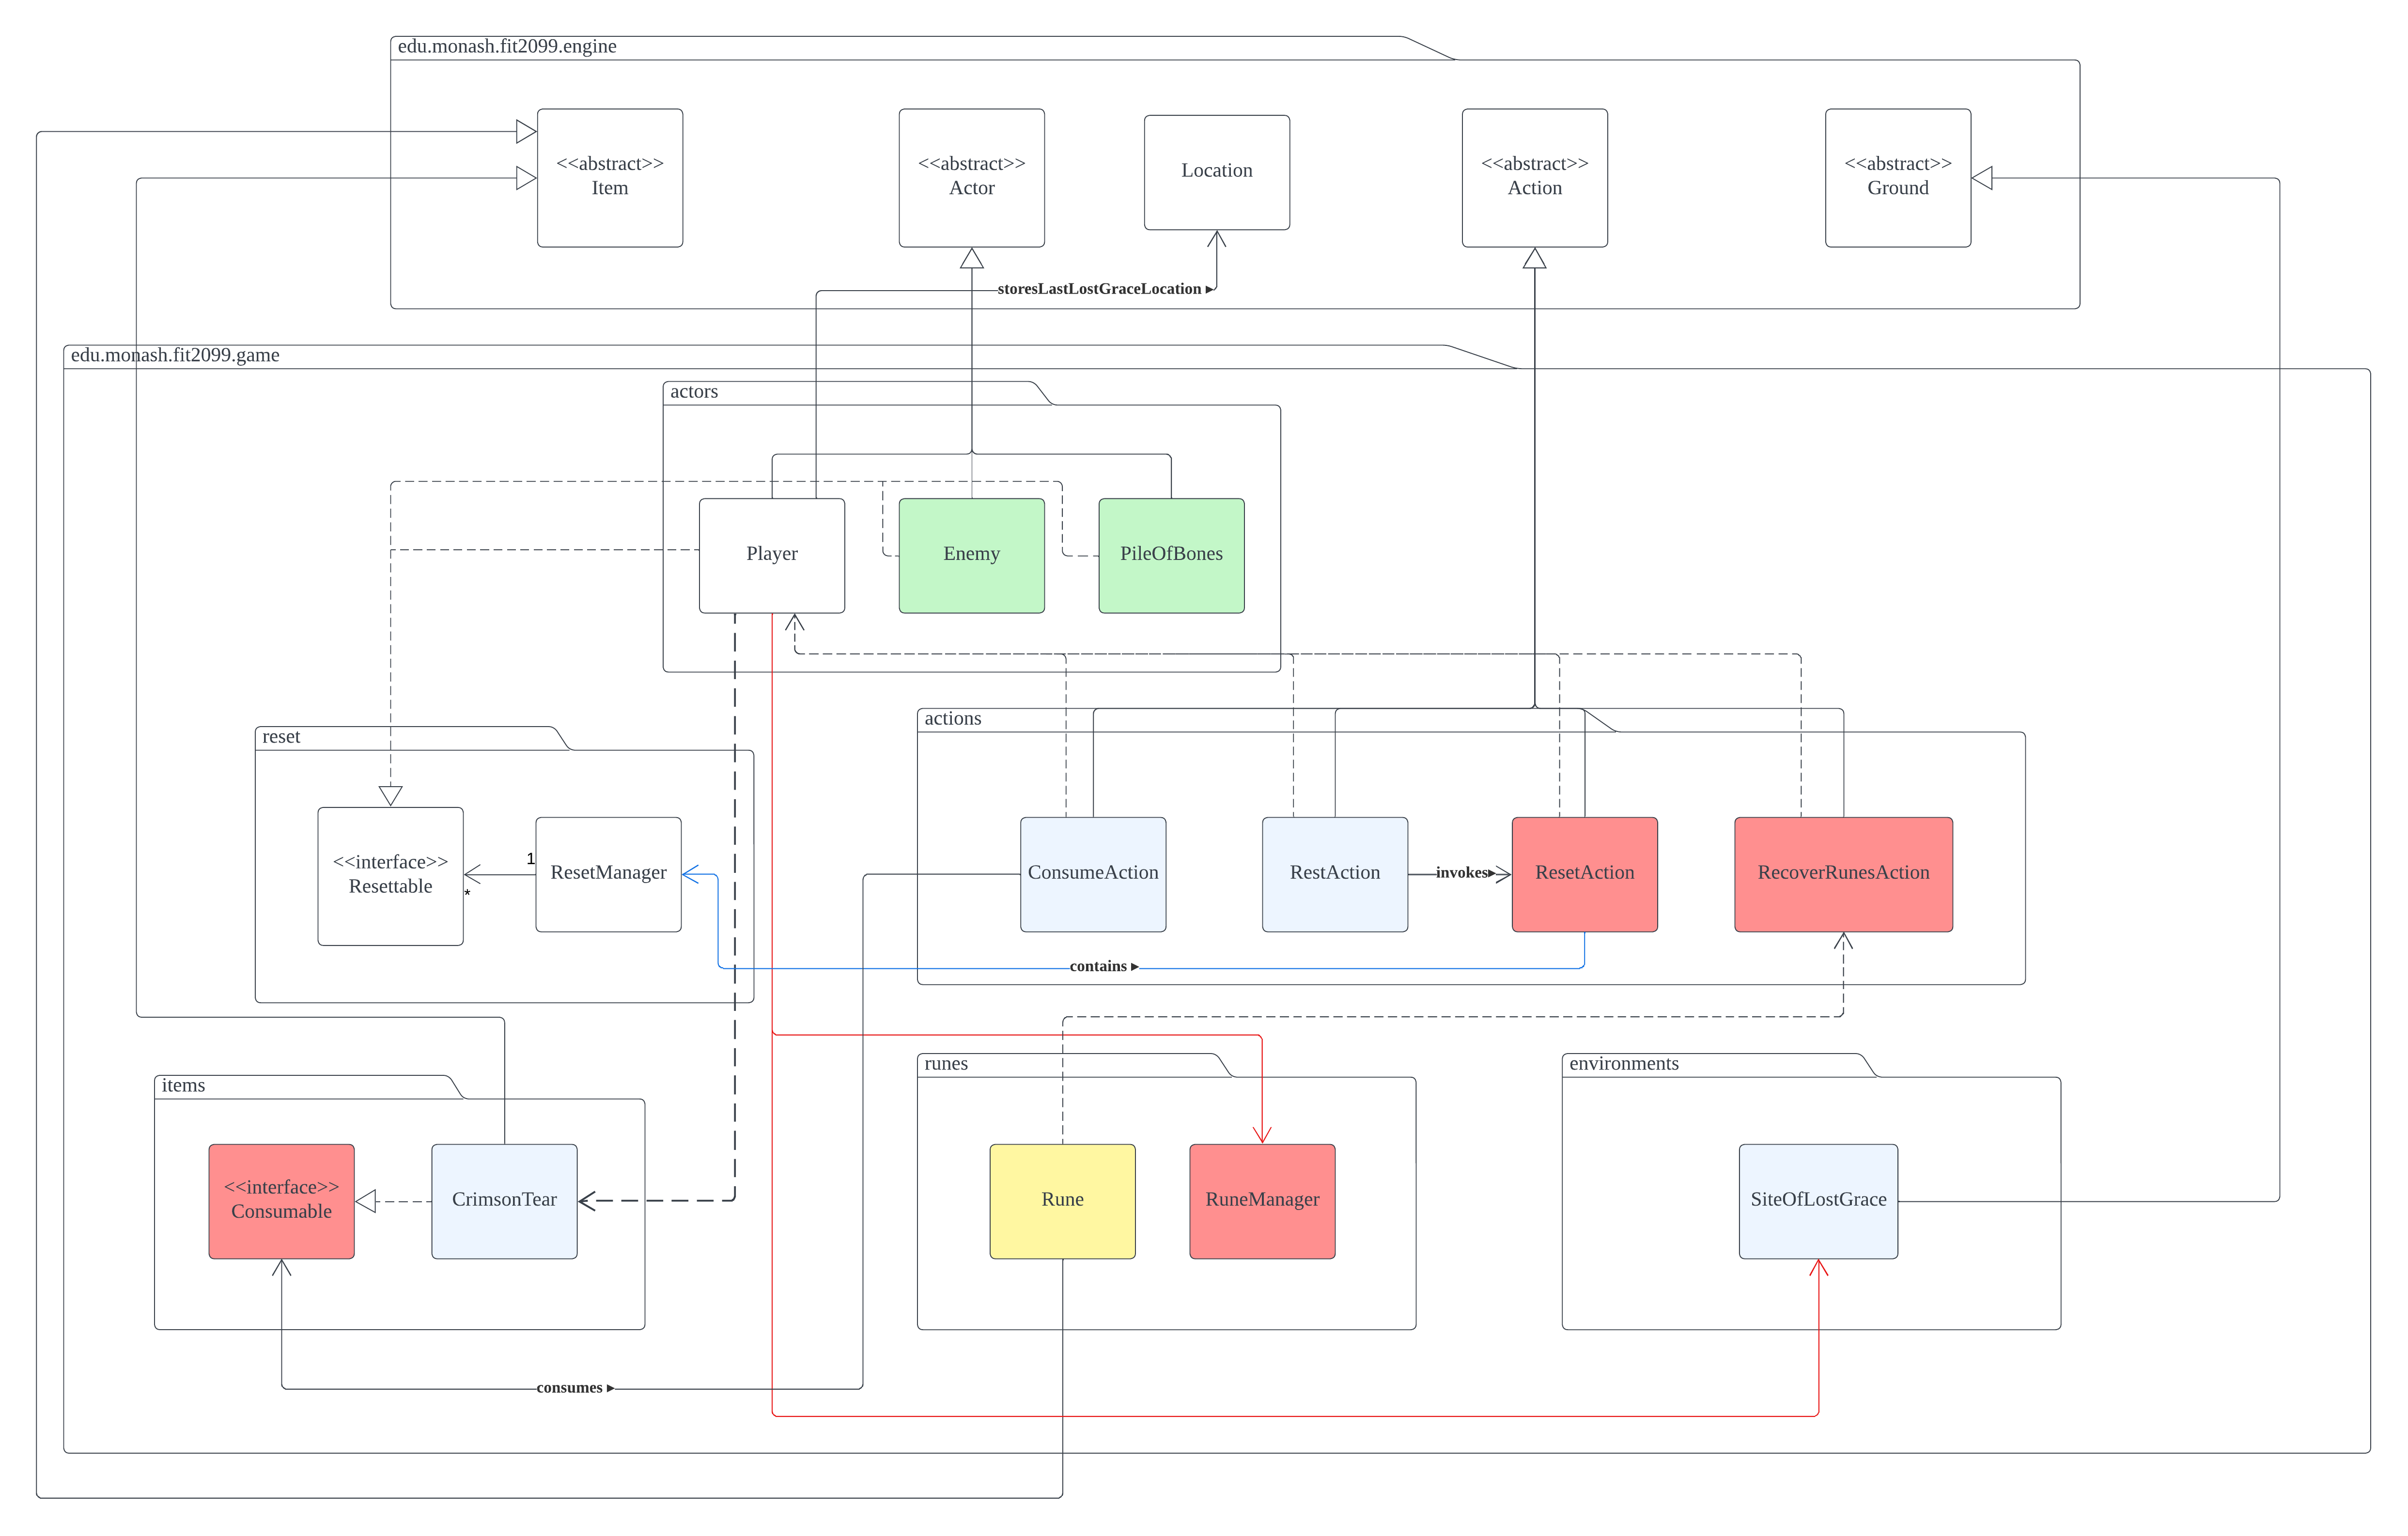 edu.monash.fit2099.engine
<<abstract>>
Item
<<abstract>>
Actor
Location
<<abstract>>
Action
<<abstract>>
Ground
storesLastLostGraceLocation ▸
edu.monash.fit2099.game
actors
Player
Enemy
PileOfBones
reset
<<interface>>
Resettable
1
*
ResetManager
actions
ConsumeAction
RestAction
invokes▸
ResetAction
RecoverRunesAction
contains ▸
items
<<interface>>
Consumable
CrimsonTear
runes
Rune
RuneManager
environments
SiteOfLostGrace
consumes ▸